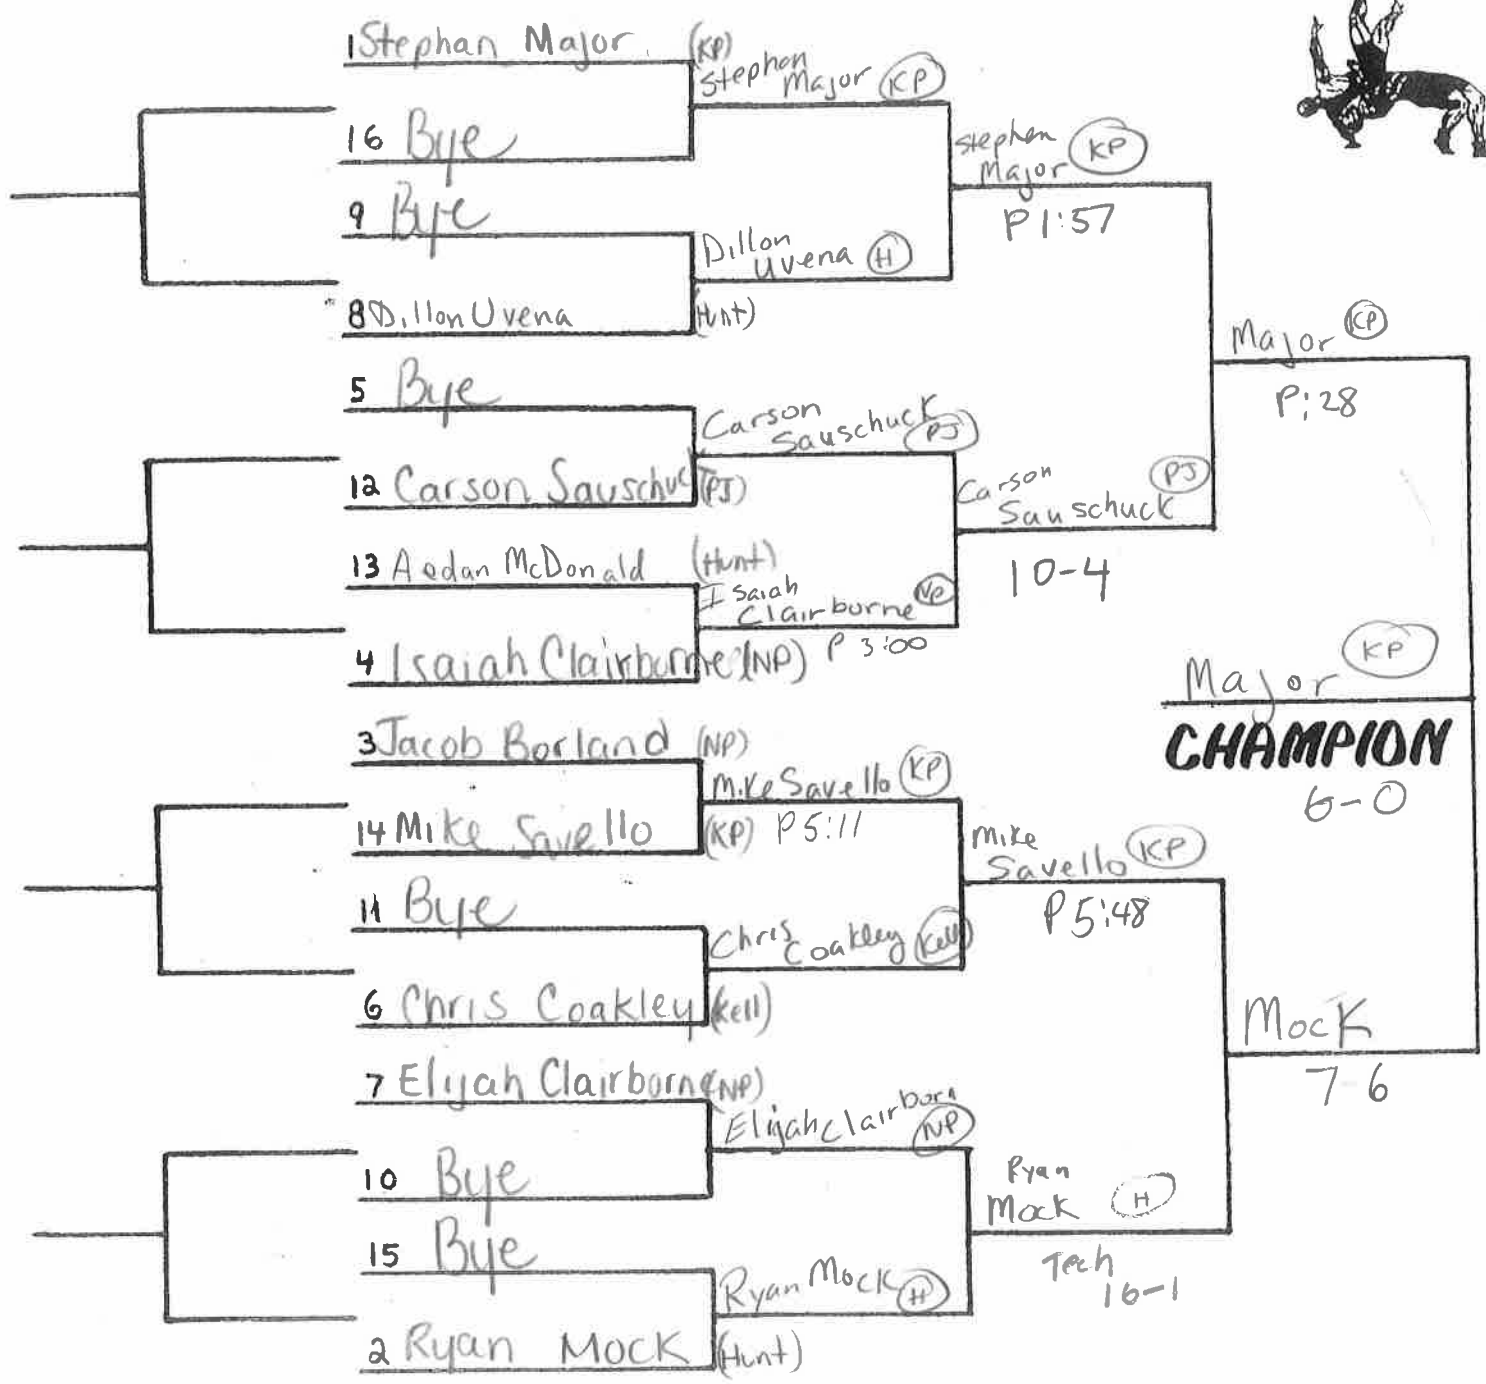 1 Stephan Major (KP)
Stephan
Major KP
16 Bye
Stephan
Major KP
P 1:57
9 Bye
Dillon
Uvena H
8 Dillon Uvena (Hunt)
Major KP
P :28
5 Bye
Carson
Sauschuck PJ
12 Carson Sauschuc (PJ)
Carson
Sauschuck PJ
10-4
13 Aedan McDonald (Hunt)
Isaiah
Clairburne NP
P 3:00
4 Isaiah Clairburne (NP)
Major KP
CHAMPION
6-0
3 Jacob Borland (NP)
Mike Savello KP
14 Mike Savello (KP) P 5:11
Mike
Savello KP
P 5:48
11 Bye
Chris
Coakley Kell
6 Chris Coakley (Kell)
Mock
7-6
7 Elijah Clairborne (NP)
Elijah Clairborn
NP
10 Bye
Ryan
Mock H
Tech
16-1
15 Bye
Ryan Mock H
2 Ryan Mock (Hunt)